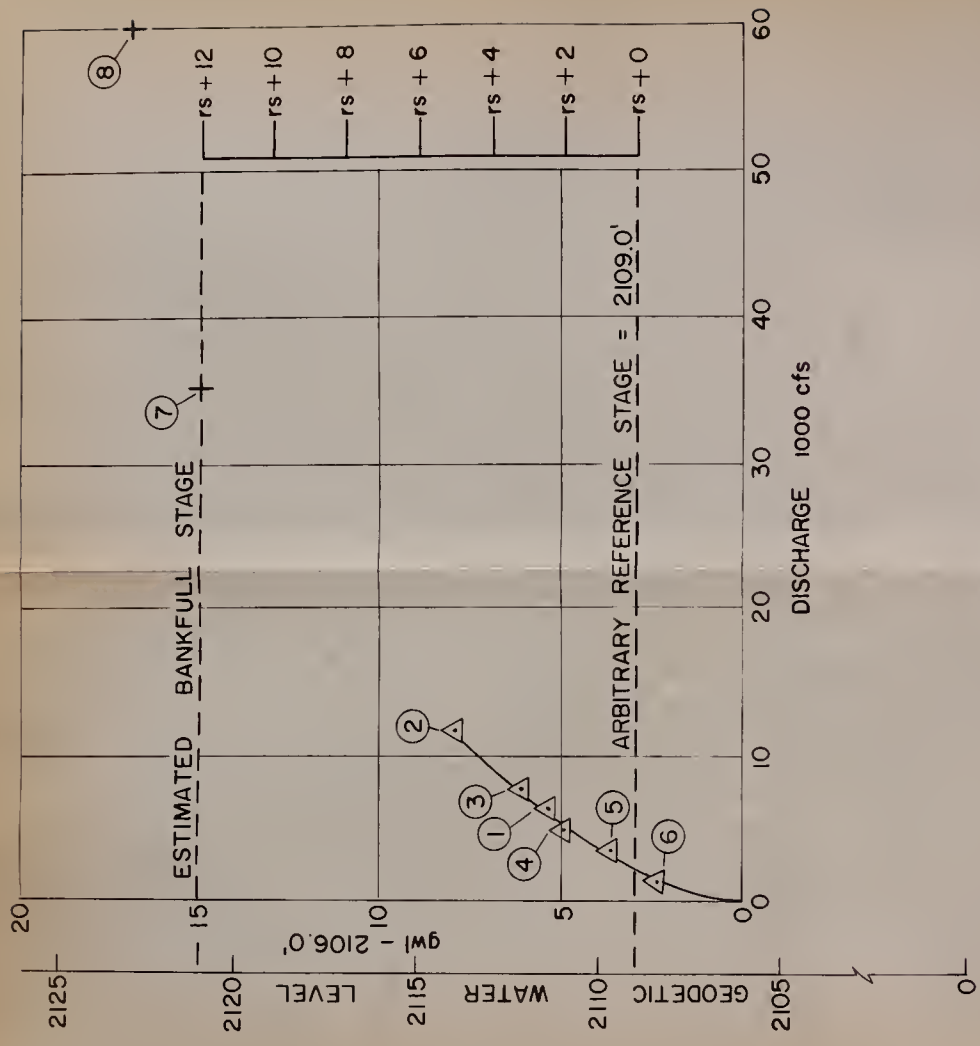 20
15
10
5
0
gwl - 2106.0'
2125
2120
2115
2110
2105
0
GEODETIC WATER LEVEL
ESTIMATED BANKFULL STAGE
ARBITRARY REFERENCE STAGE = 2109.0'
rs + 12
rs + 10
rs + 8
rs + 6
rs + 4
rs + 2
rs + 0
8
7
2
3
1
4
5
6
0 10 20 30 40 50 60
DISCHARGE 1000 cfs